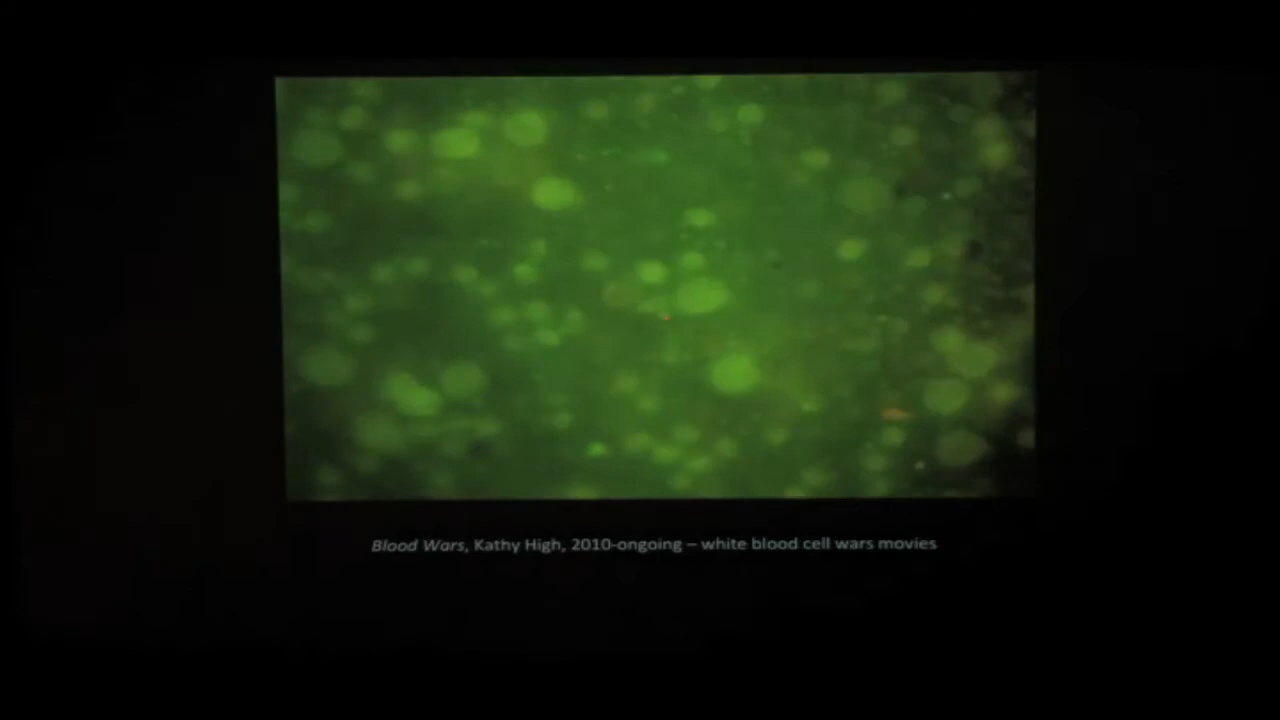 Blood Wars, Kathy High, 2010-ongoing – white blood cell wars movies